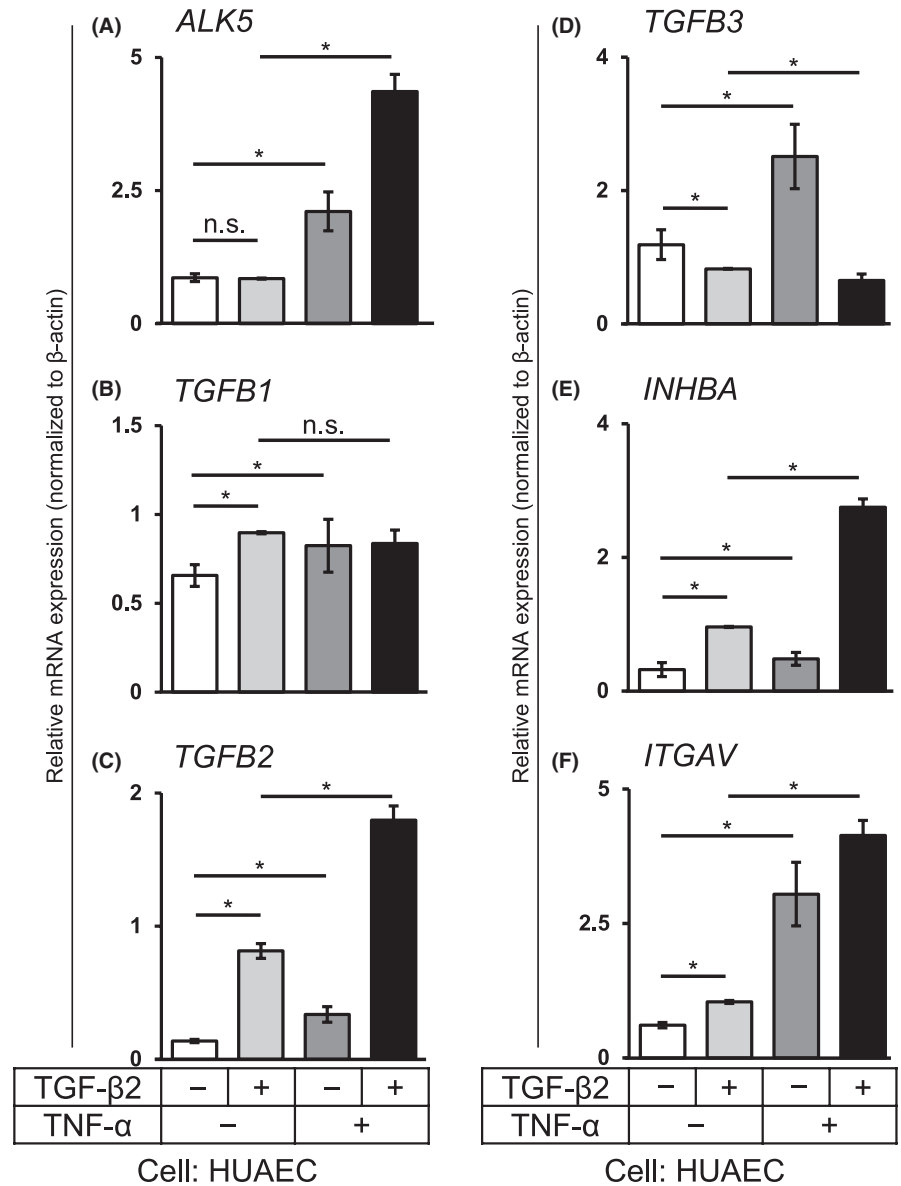 (A) ALK5
Relative mRNA expression (normalized to β-actin)
5
2.5
0
*
*
n.s.
(B) TGFB1
1.5
1
0.5
0
n.s.
*
*
(C) TGFB2
2
1
0
*
*
*
TGF-β2 − + − +
TNF-α − +
Cell: HUAEC
(D) TGFB3
Relative mRNA expression (normalized to β-actin)
4
2
0
*
*
*
(E) INHBA
4
2
0
*
*
*
(F) ITGAV
5
2.5
0
*
*
*
TGF-β2 − + − +
TNF-α − +
Cell: HUAEC